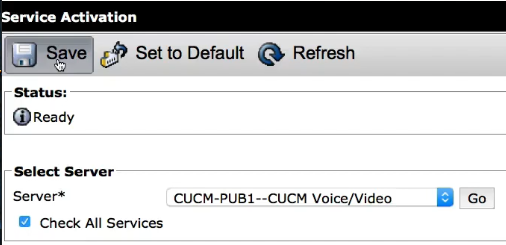 Service Activation
Save Set to Default Refresh
Status:
Ready
Select Server
Server* CUCM-PUB1--CUCM Voice/Video Go
Check All Services